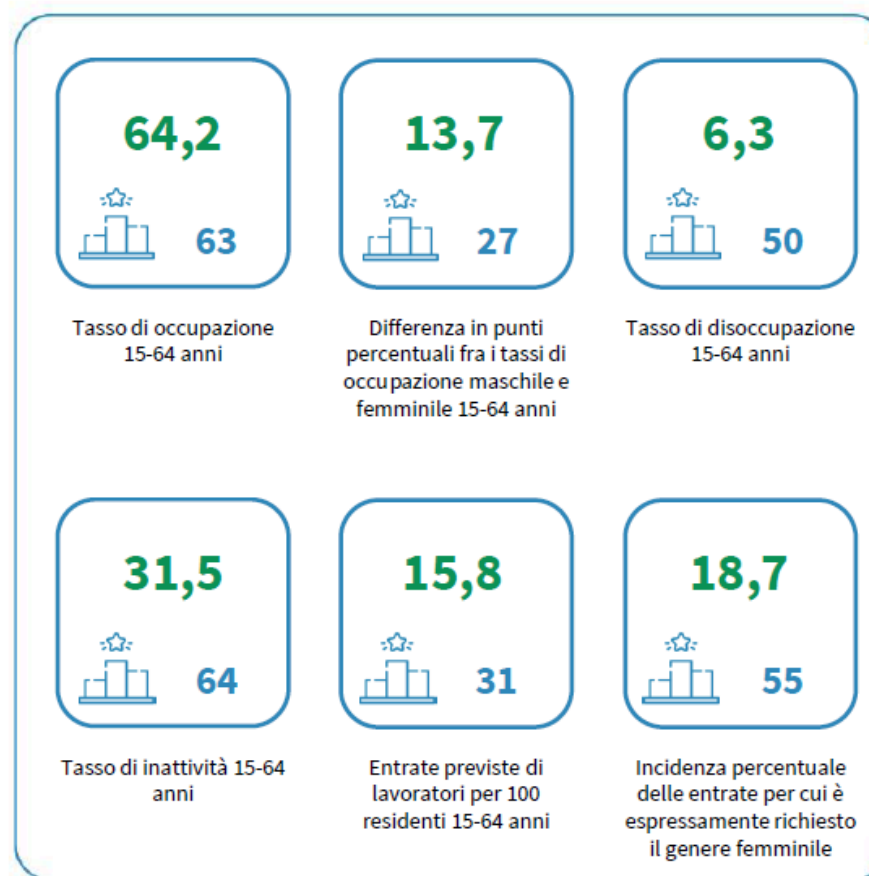 64,2
63
Tasso di occupazione
15-64 anni
13,7
27
Differenza in punti
percentuali fra i tassi di
occupazione maschile e
femminile 15-64 anni
6,3
50
Tasso di disoccupazione
15-64 anni
31,5
64
Tasso di inattività 15-64
anni
15,8
31
Entrate previste di
lavoratori per 100
residenti 15-64 anni
18,7
55
Incidenza percentuale
delle entrate per cui è
espressamente richiesto
il genere femminile